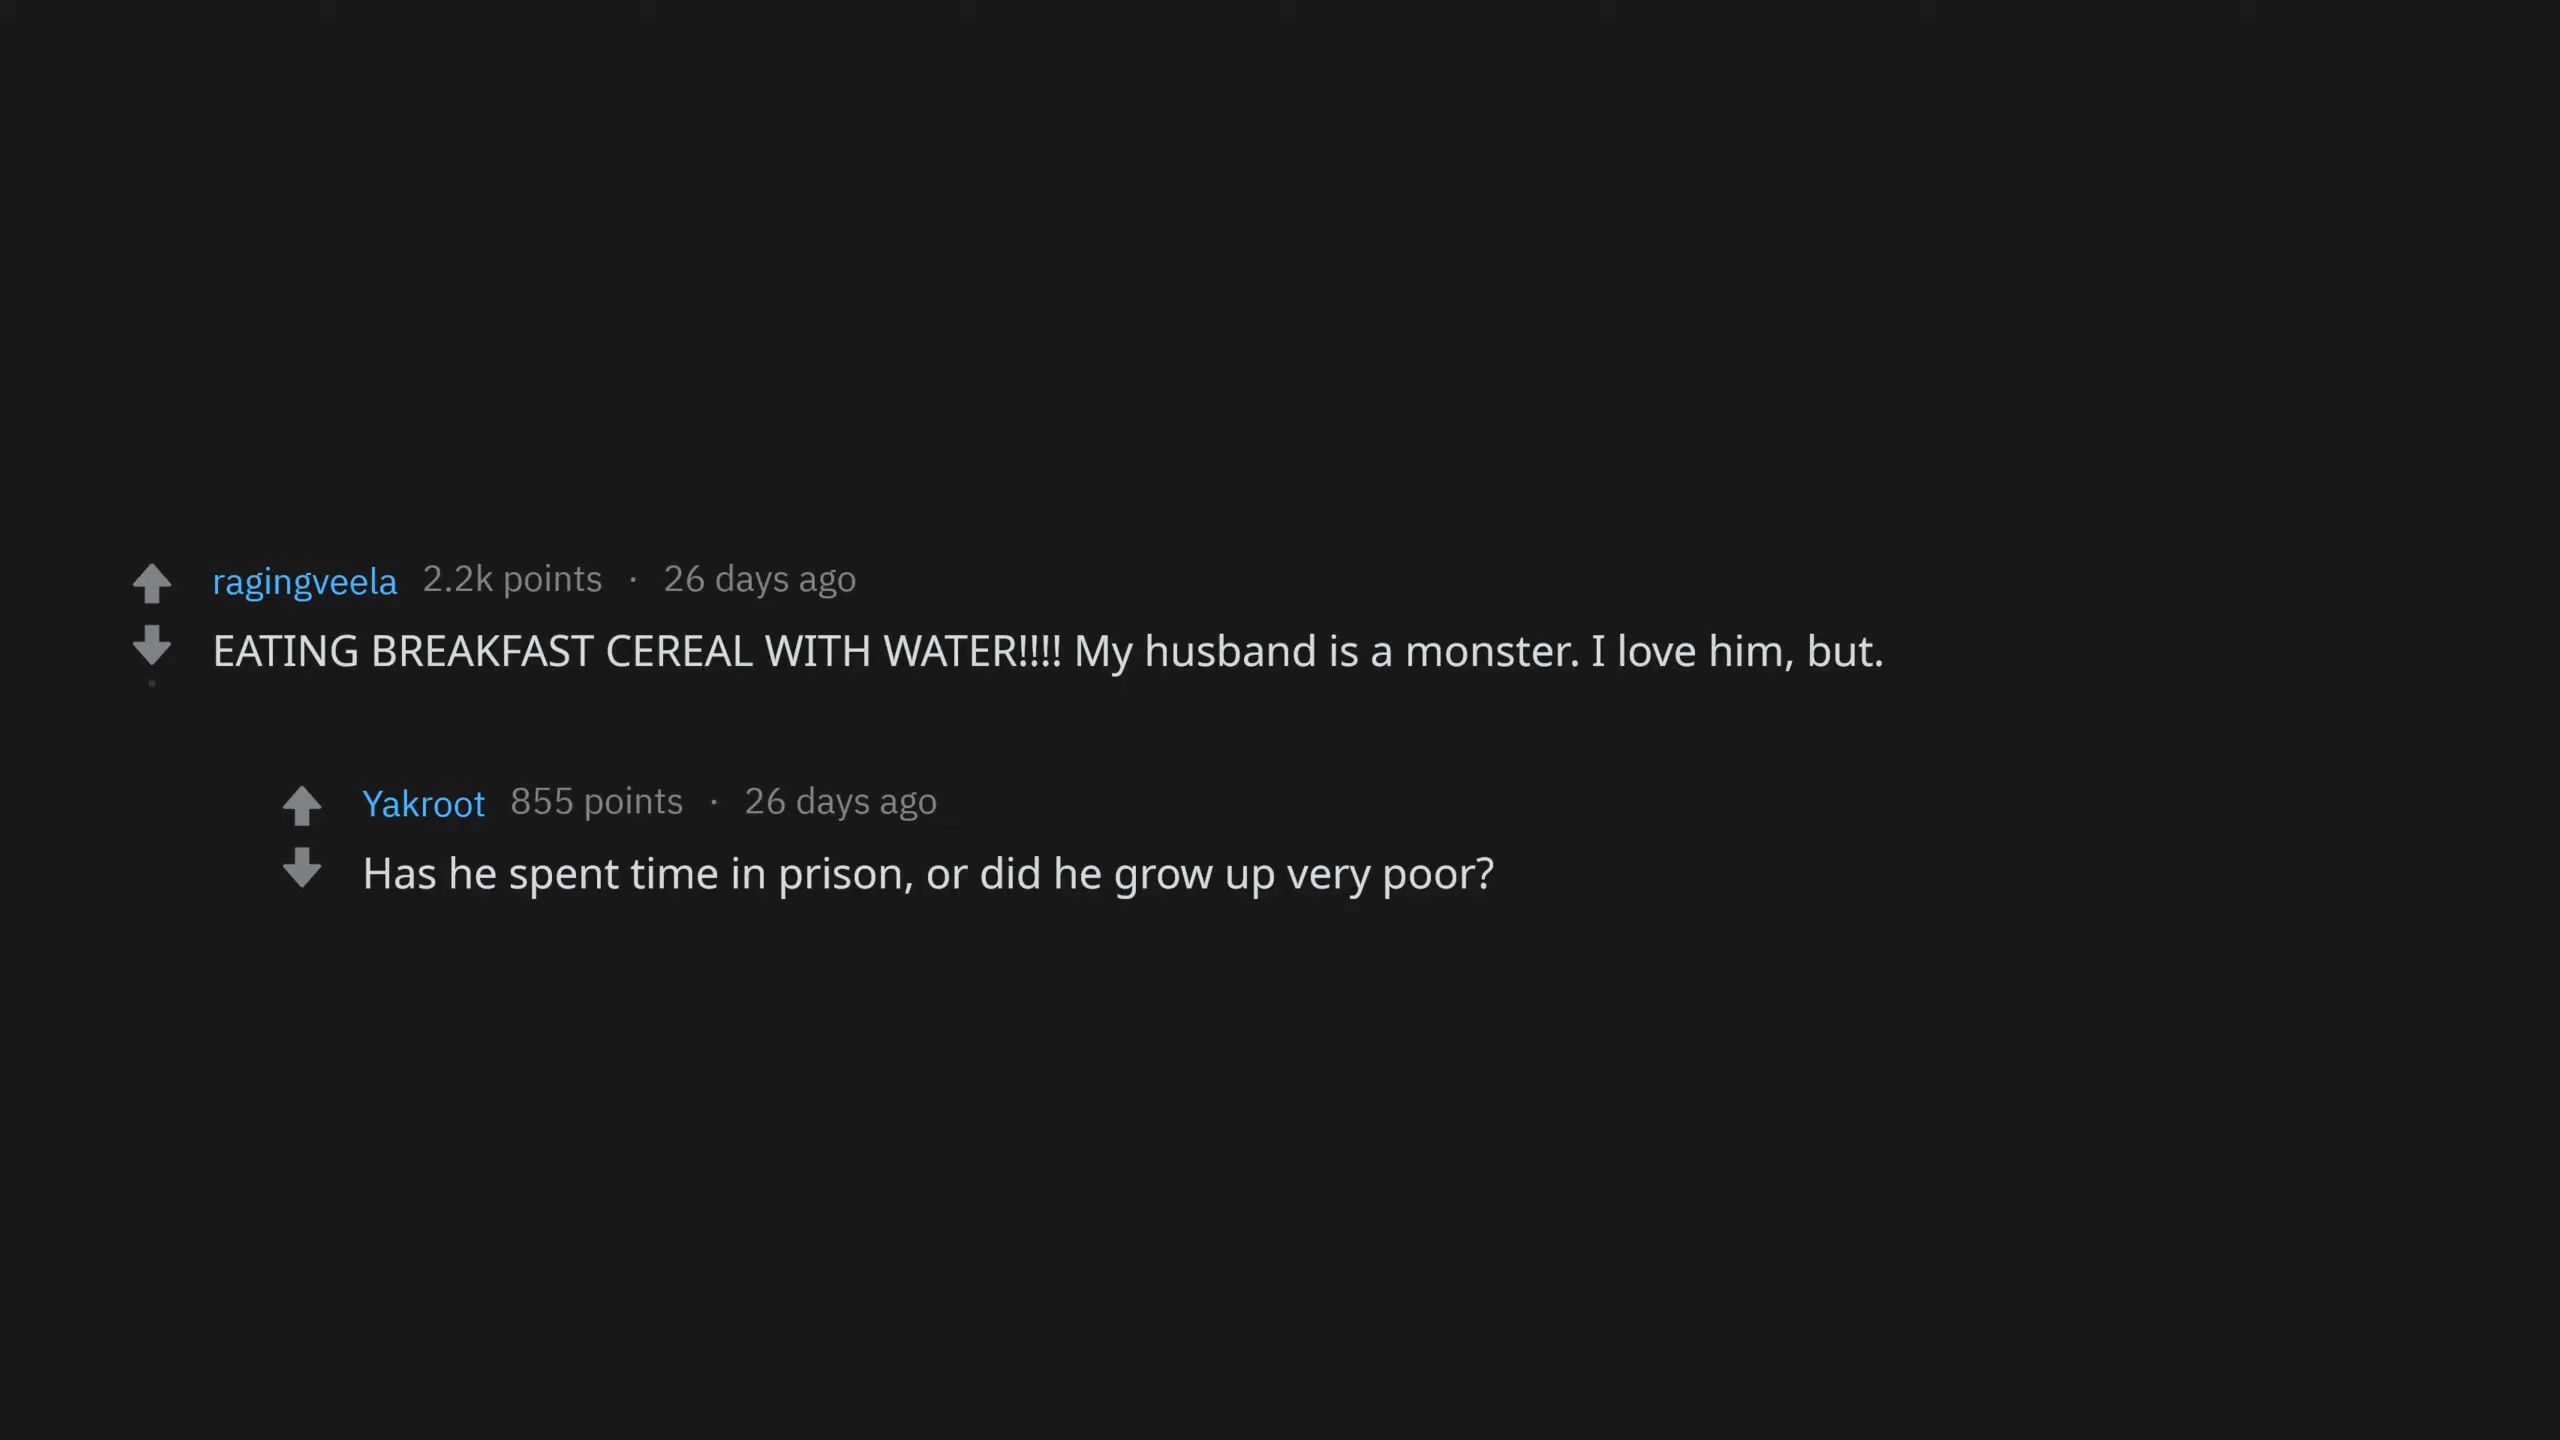 ragingveela 2.2k points · 26 days ago
EATING BREAKFAST CEREAL WITH WATER!!!! My husband is a monster. I love him, but.
Yakroot 855 points · 26 days ago
Has he spent time in prison, or did he grow up very poor?